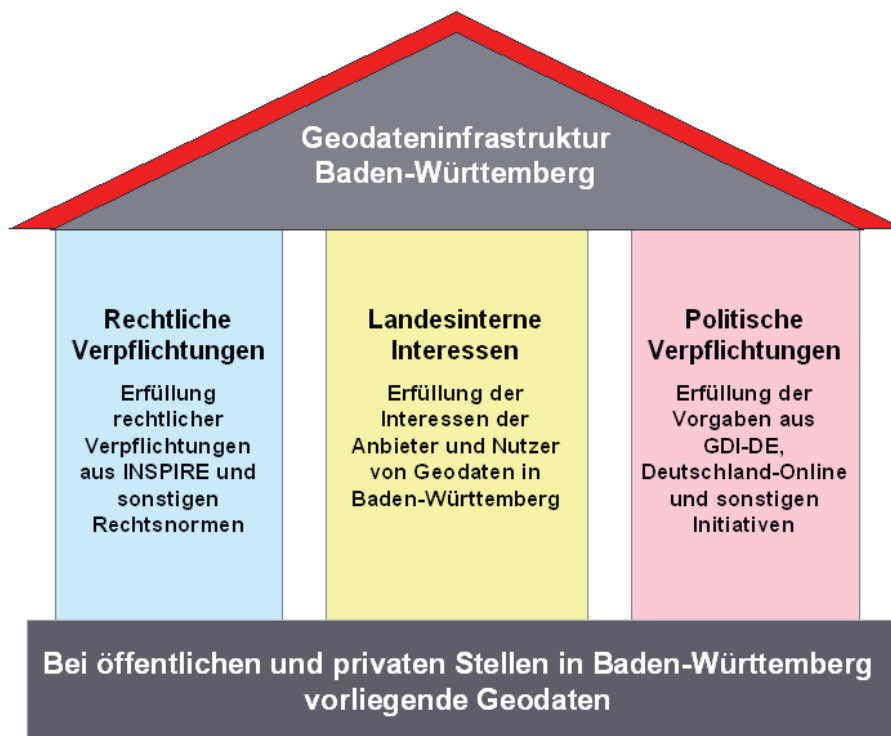 Geodateninfrastruktur
Baden-Württemberg
Rechtliche
Verpflichtungen
Erfüllung
rechtlicher
Verpflichtungen
aus INSPIRE und
sonstigen
Rechtsnormen
Landesinterne
Interessen
Erfüllung der
Interessen der
Anbieter und Nutzer
von Geodaten in
Baden-Württemberg
Politische
Verpflichtungen
Erfüllung der
Vorgaben aus
GDI-DE,
Deutschland-Online
und sonstigen
Initiativen
Bei öffentlichen und privaten Stellen in Baden-Württemberg
vorliegende Geodaten